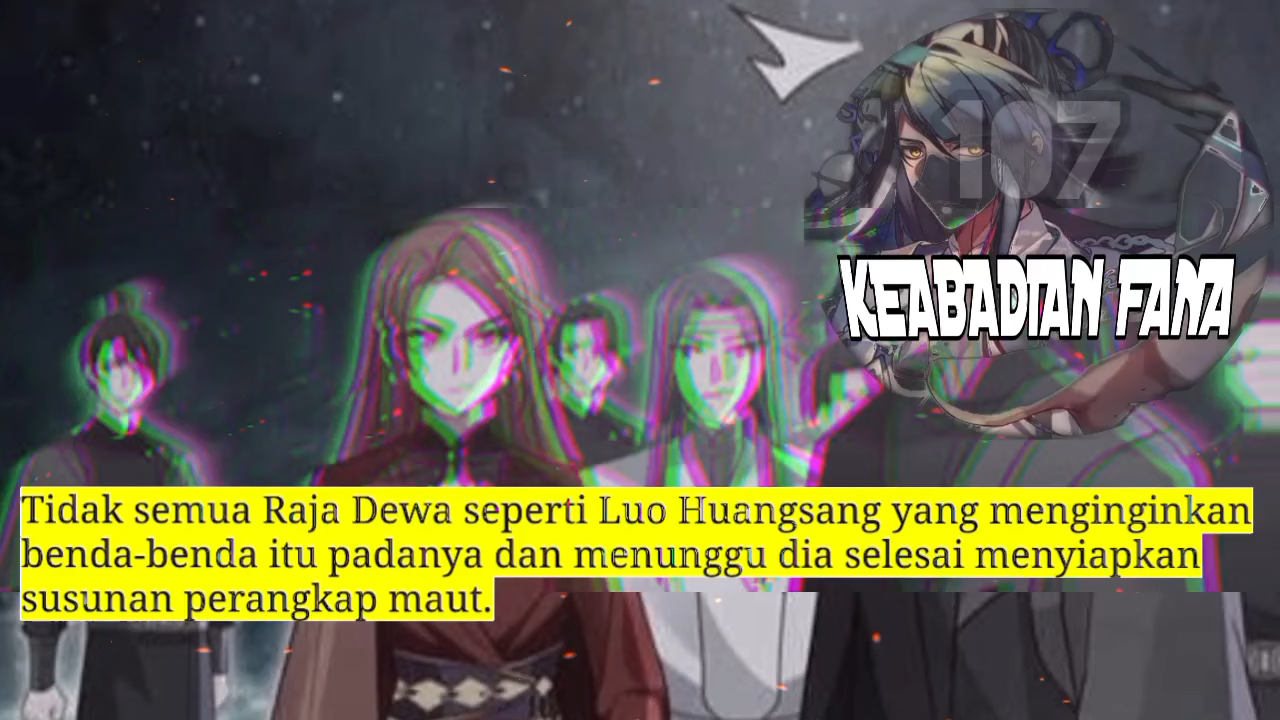 107
KEABADIAN FANA
Tidak semua Raja Dewa seperti Luo Huangsang yang menginginkan
benda-benda itu padanya dan menunggu dia selesai menyiapkan
susunan perangkap maut.